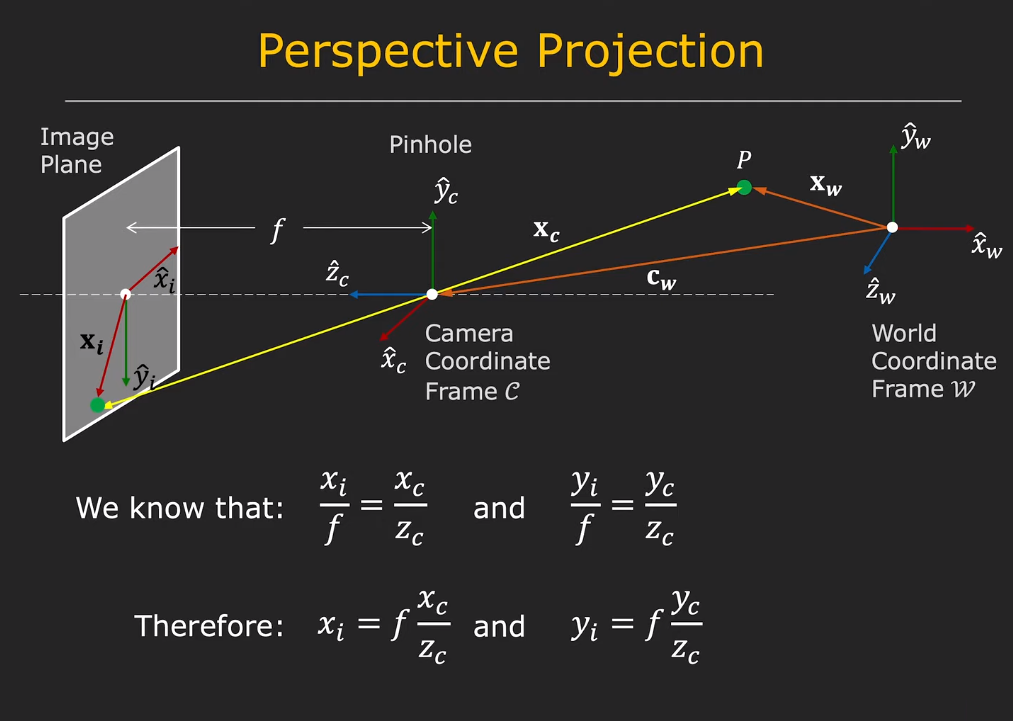 Perspective Projection
Image
Plane
Pinhole
P
ŷ_w
x_w
ŷ_c
f
x_c
x̂_w
x̂_i
ẑ_c
c_w
ẑ_w
x_i
ŷ_i
x̂_c
Camera
Coordinate
Frame 𝒞
World
Coordinate
Frame 𝒲
We know that: x_i/f = x_c/z_c and y_i/f = y_c/z_c
Therefore: x_i = f x_c/z_c and y_i = f y_c/z_c